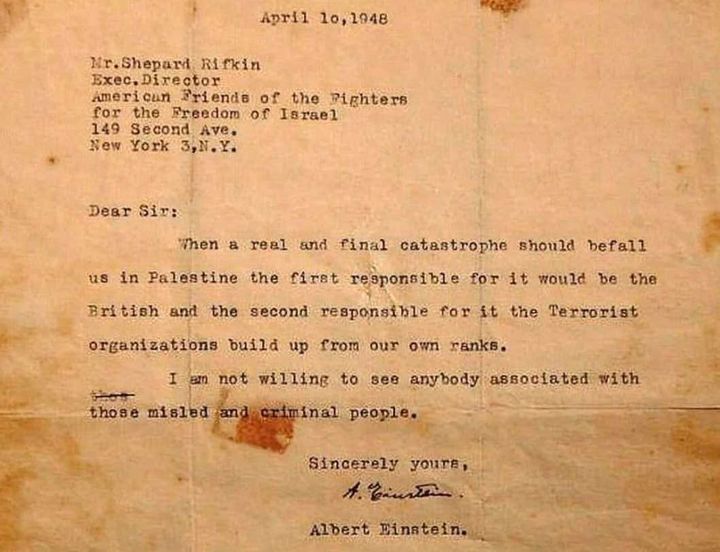 April 10,1948
Mr.Shepard Rifkin
Exec.Director
American Friends of the Fighters
for the Freedom of Israel
149 Second Ave.
New York 3,N.Y.
Dear Sir:
When a real and final catastrophe should befall
us in Palestine the first responsible for it would be the
British and the second responsible for it the Terrorist
organizations build up from our own ranks.
I am not willing to see anybody associated with
those misled and criminal people.
Sincerely yours,
A. Einstein.
Albert Einstein.